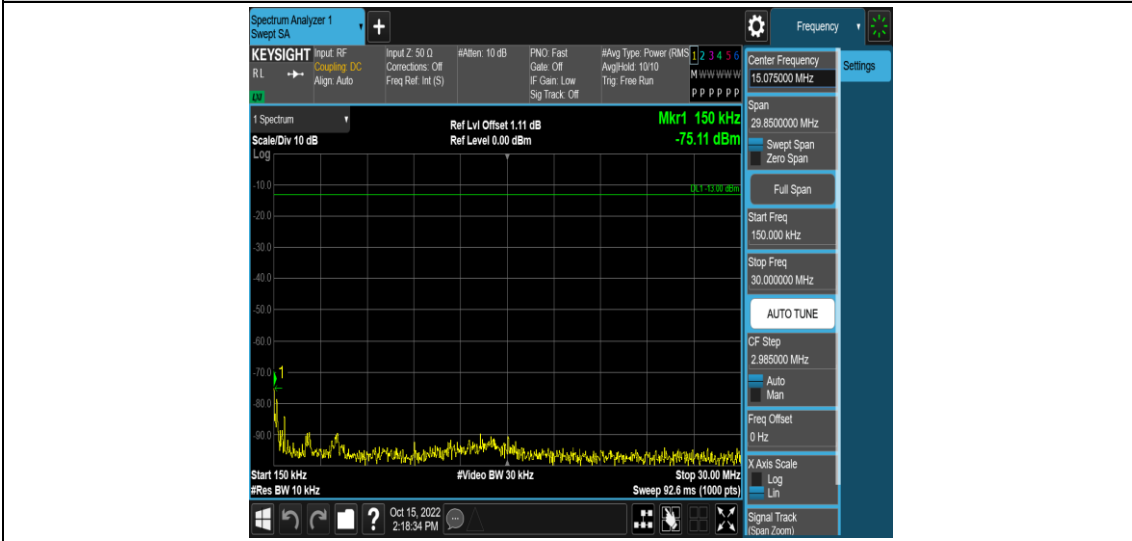 Spectrum Analyzer 1
Swept SA
+
Frequency
KEYSIGHT
RL
Input: RF
Coupling: DC
Align: Auto
Input Z: 50 Ω
Corrections: Off
Freq Ref: Int (S)
#Atten: 10 dB
PNO: Fast
Gate: Off
IF Gain: Low
Sig Track: Off
#Avg Type: Power (RMS
Avg|Hold: 10/10
Trig: Free Run
1 2 3 4 5 6
M W W W W W
P P P P P P
1 Spectrum
Scale/Div 10 dB
Log
Ref Lvl Offset 1.11 dB
Ref Level 0.00 dBm
Mkr1 150 kHz
-75.11 dBm
DL1 -13.00 dBm
-10.0
-20.0
-30.0
-40.0
-50.0
-60.0
-70.0
1
-80.0
-90.0
Start 150 kHz
#Video BW 30 kHz
Stop 30.00 MHz
#Res BW 10 kHz
Sweep 92.6 ms (1000 pts)
?
Oct 15, 2022
2:18:34 PM
Center Frequency
15.075000 MHz
Settings
Span
29.8500000 MHz
Swept Span
Zero Span
Full Span
Start Freq
150.000 kHz
Stop Freq
30.000000 MHz
AUTO TUNE
CF Step
2.985000 MHz
Auto
Man
Freq Offset
0 Hz
X Axis Scale
Log
Lin
Signal Track
(Span Zoom)